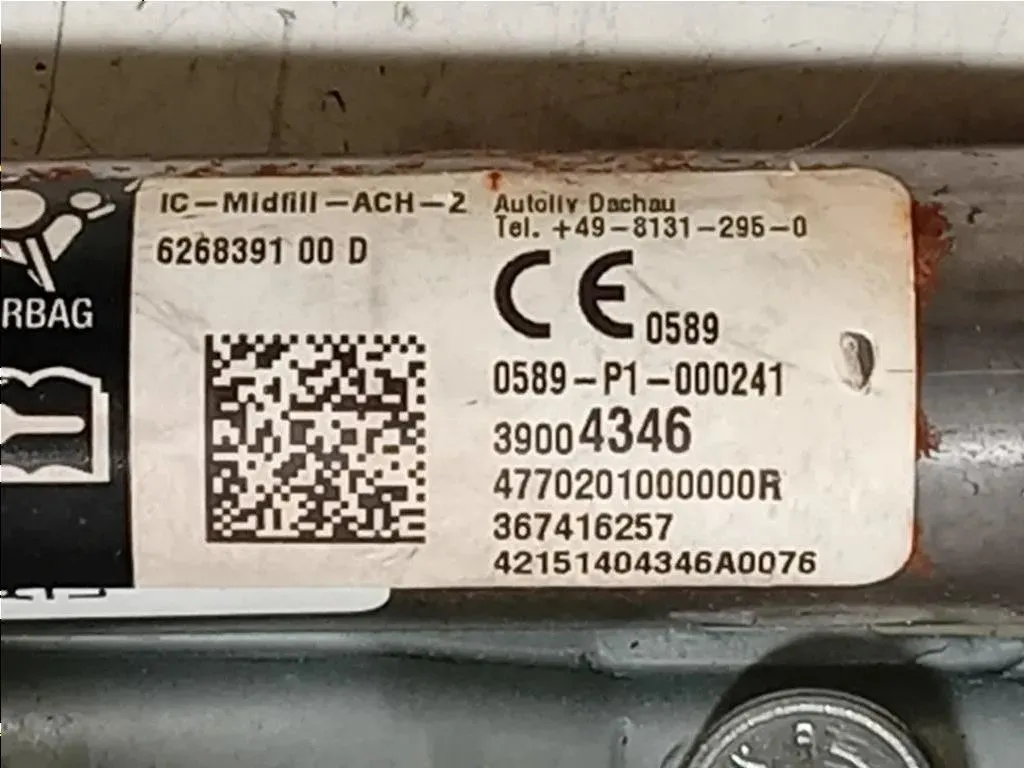 IC-Midfill-ACH-2
6268391 00 D
RBAG
Autoliv Dachau
Tel. +49-8131-295-0
CE 0589
0589-P1-000241
39004346
4770201000000R
367416257
42151404346A0076